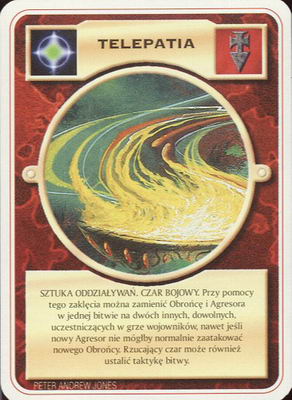 TELEPATIA
SZTUKA ODDZIAŁYWAŃ. CZAR BOJOWY. Przy pomocy
tego zaklęcia można zamienić Obrońcę i Agresora
w jednej bitwie na dwóch innych, dowolnych,
uczestniczących w grze wojowników, nawet jeśli
nowy Agresor nie mógłby normalnie zaatakować
nowego Obrońcy. Rzucający czar może również
ustalić taktykę bitwy.
PETER ANDREW JONES